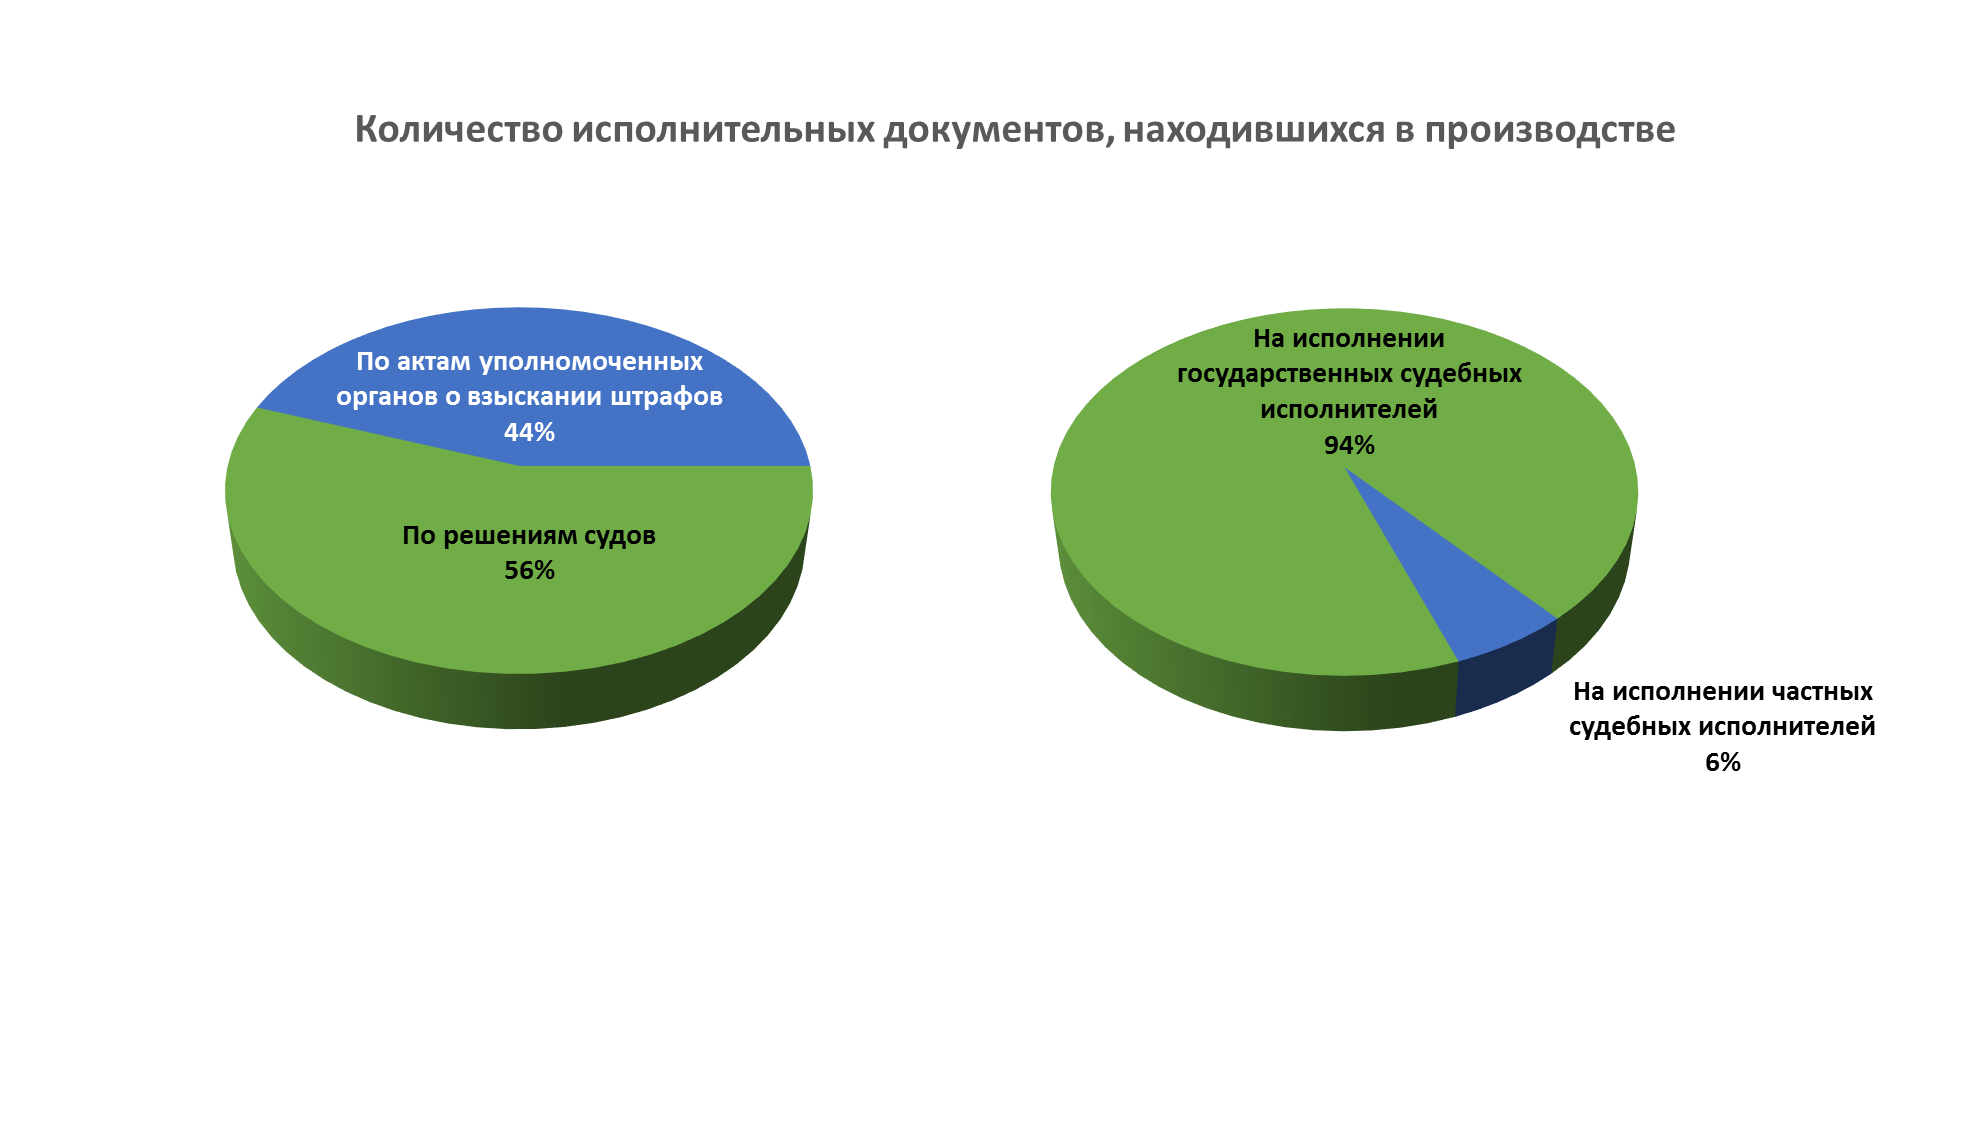 Количество исполнительных документов, находившихся в производстве
По актам уполномоченных
органов о взыскании штрафов
44%
По решениям судов
56%
На исполнении
государственных судебных
исполнителей
94%
На исполнении частных
судебных исполнителей
6%